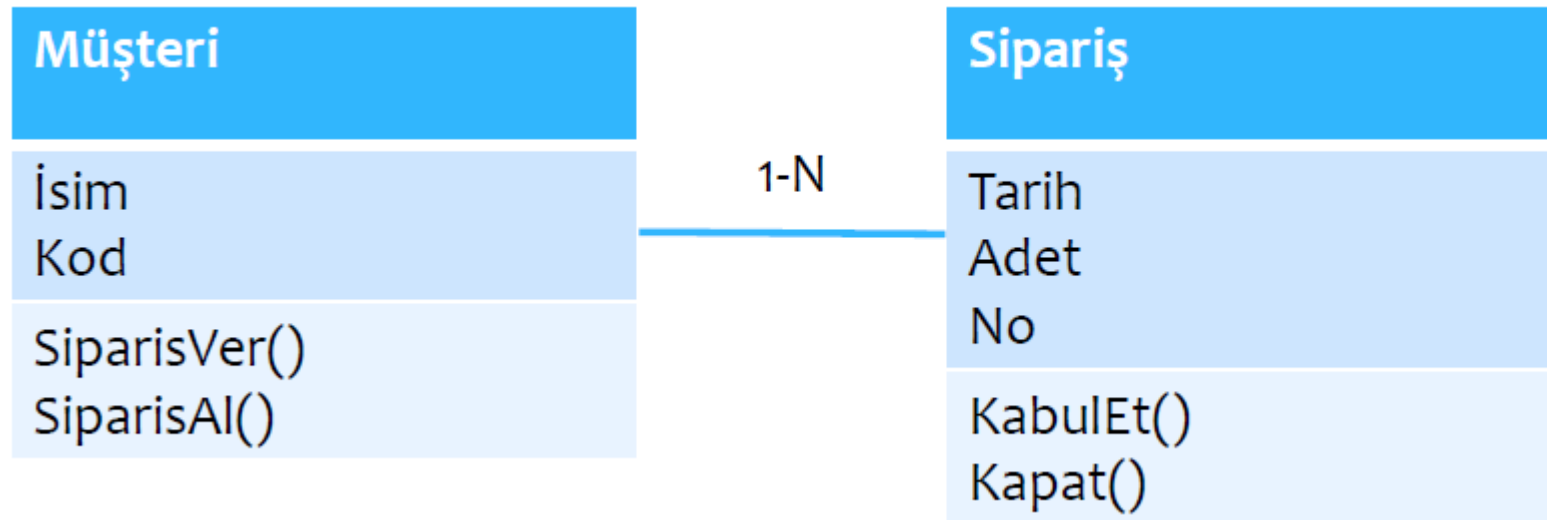 Müşteri
İsim
Kod
SiparisVer()
SiparisAl()
1-N
Sipariş
Tarih
Adet
No
KabulEt()
Kapat()